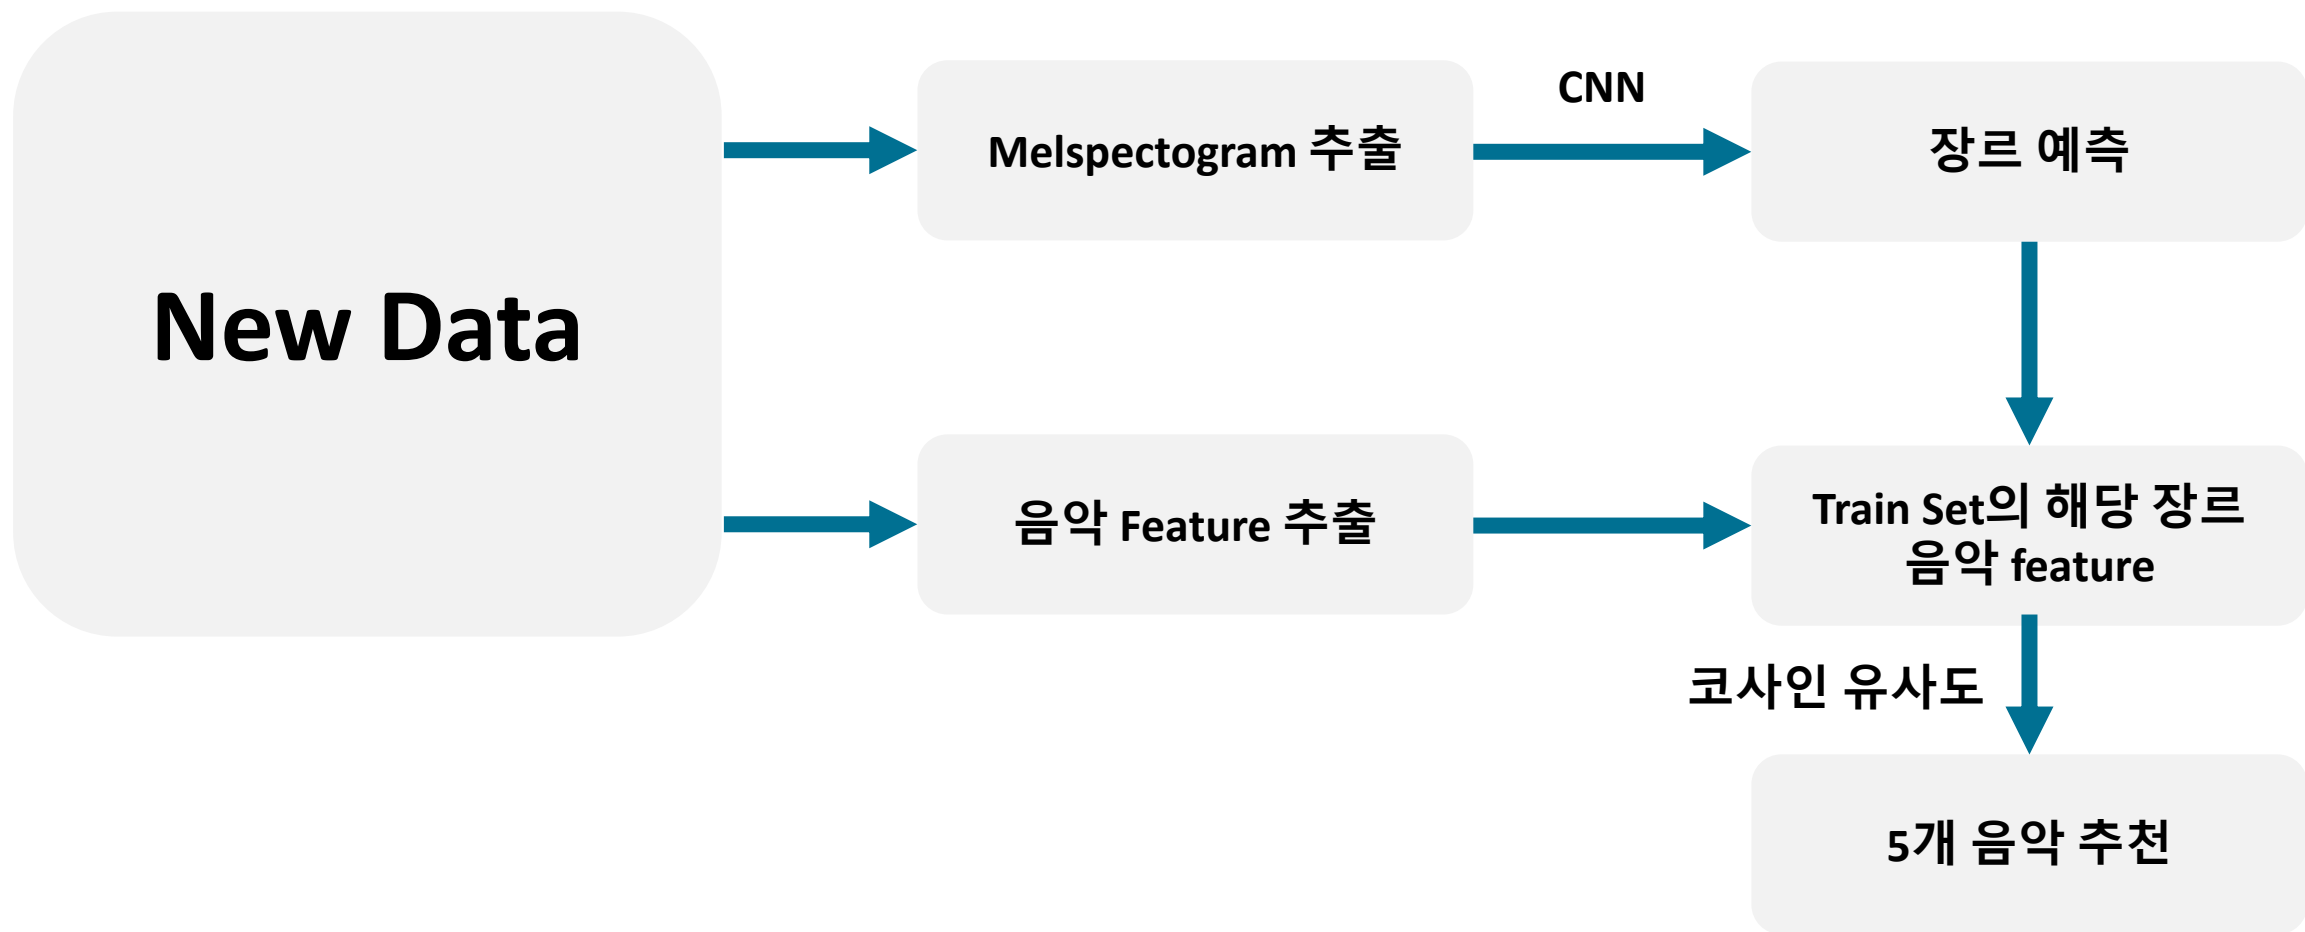 New Data
Melspectogram 추출
CNN
장르 예측
음악 Feature 추출
Train Set의 해당 장르
음악 feature
코사인 유사도
5개 음악 추천